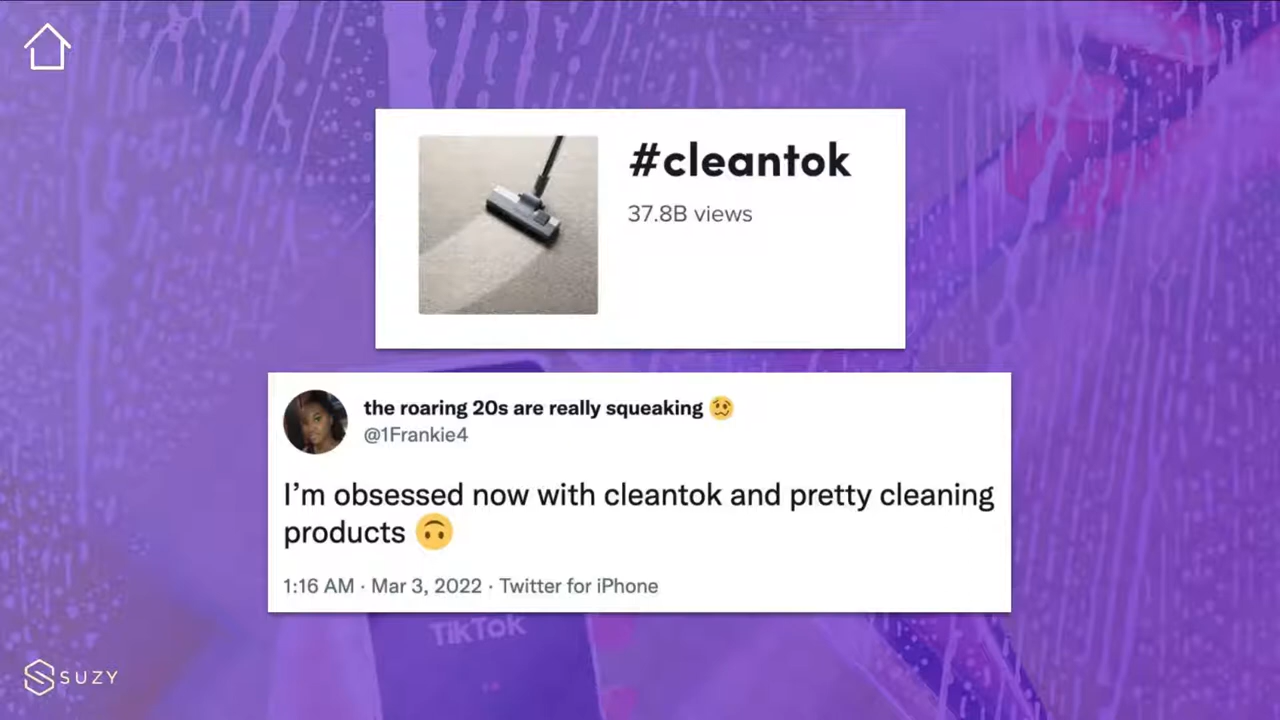 #cleantok
37.8B views
the roaring 20s are really squeaking 🥴
@1Frankie4
I’m obsessed now with cleantok and pretty cleaning
products 🙃
1:16 AM · Mar 3, 2022 · Twitter for iPhone
TikTok
SUZY